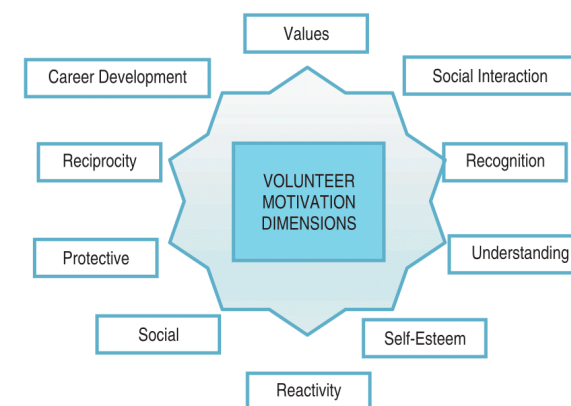 Values
Career Development
Social Interaction
Reciprocity
Recognition
VOLUNTEER
MOTIVATION
DIMENSIONS
Protective
Understanding
Social
Self-Esteem
Reactivity